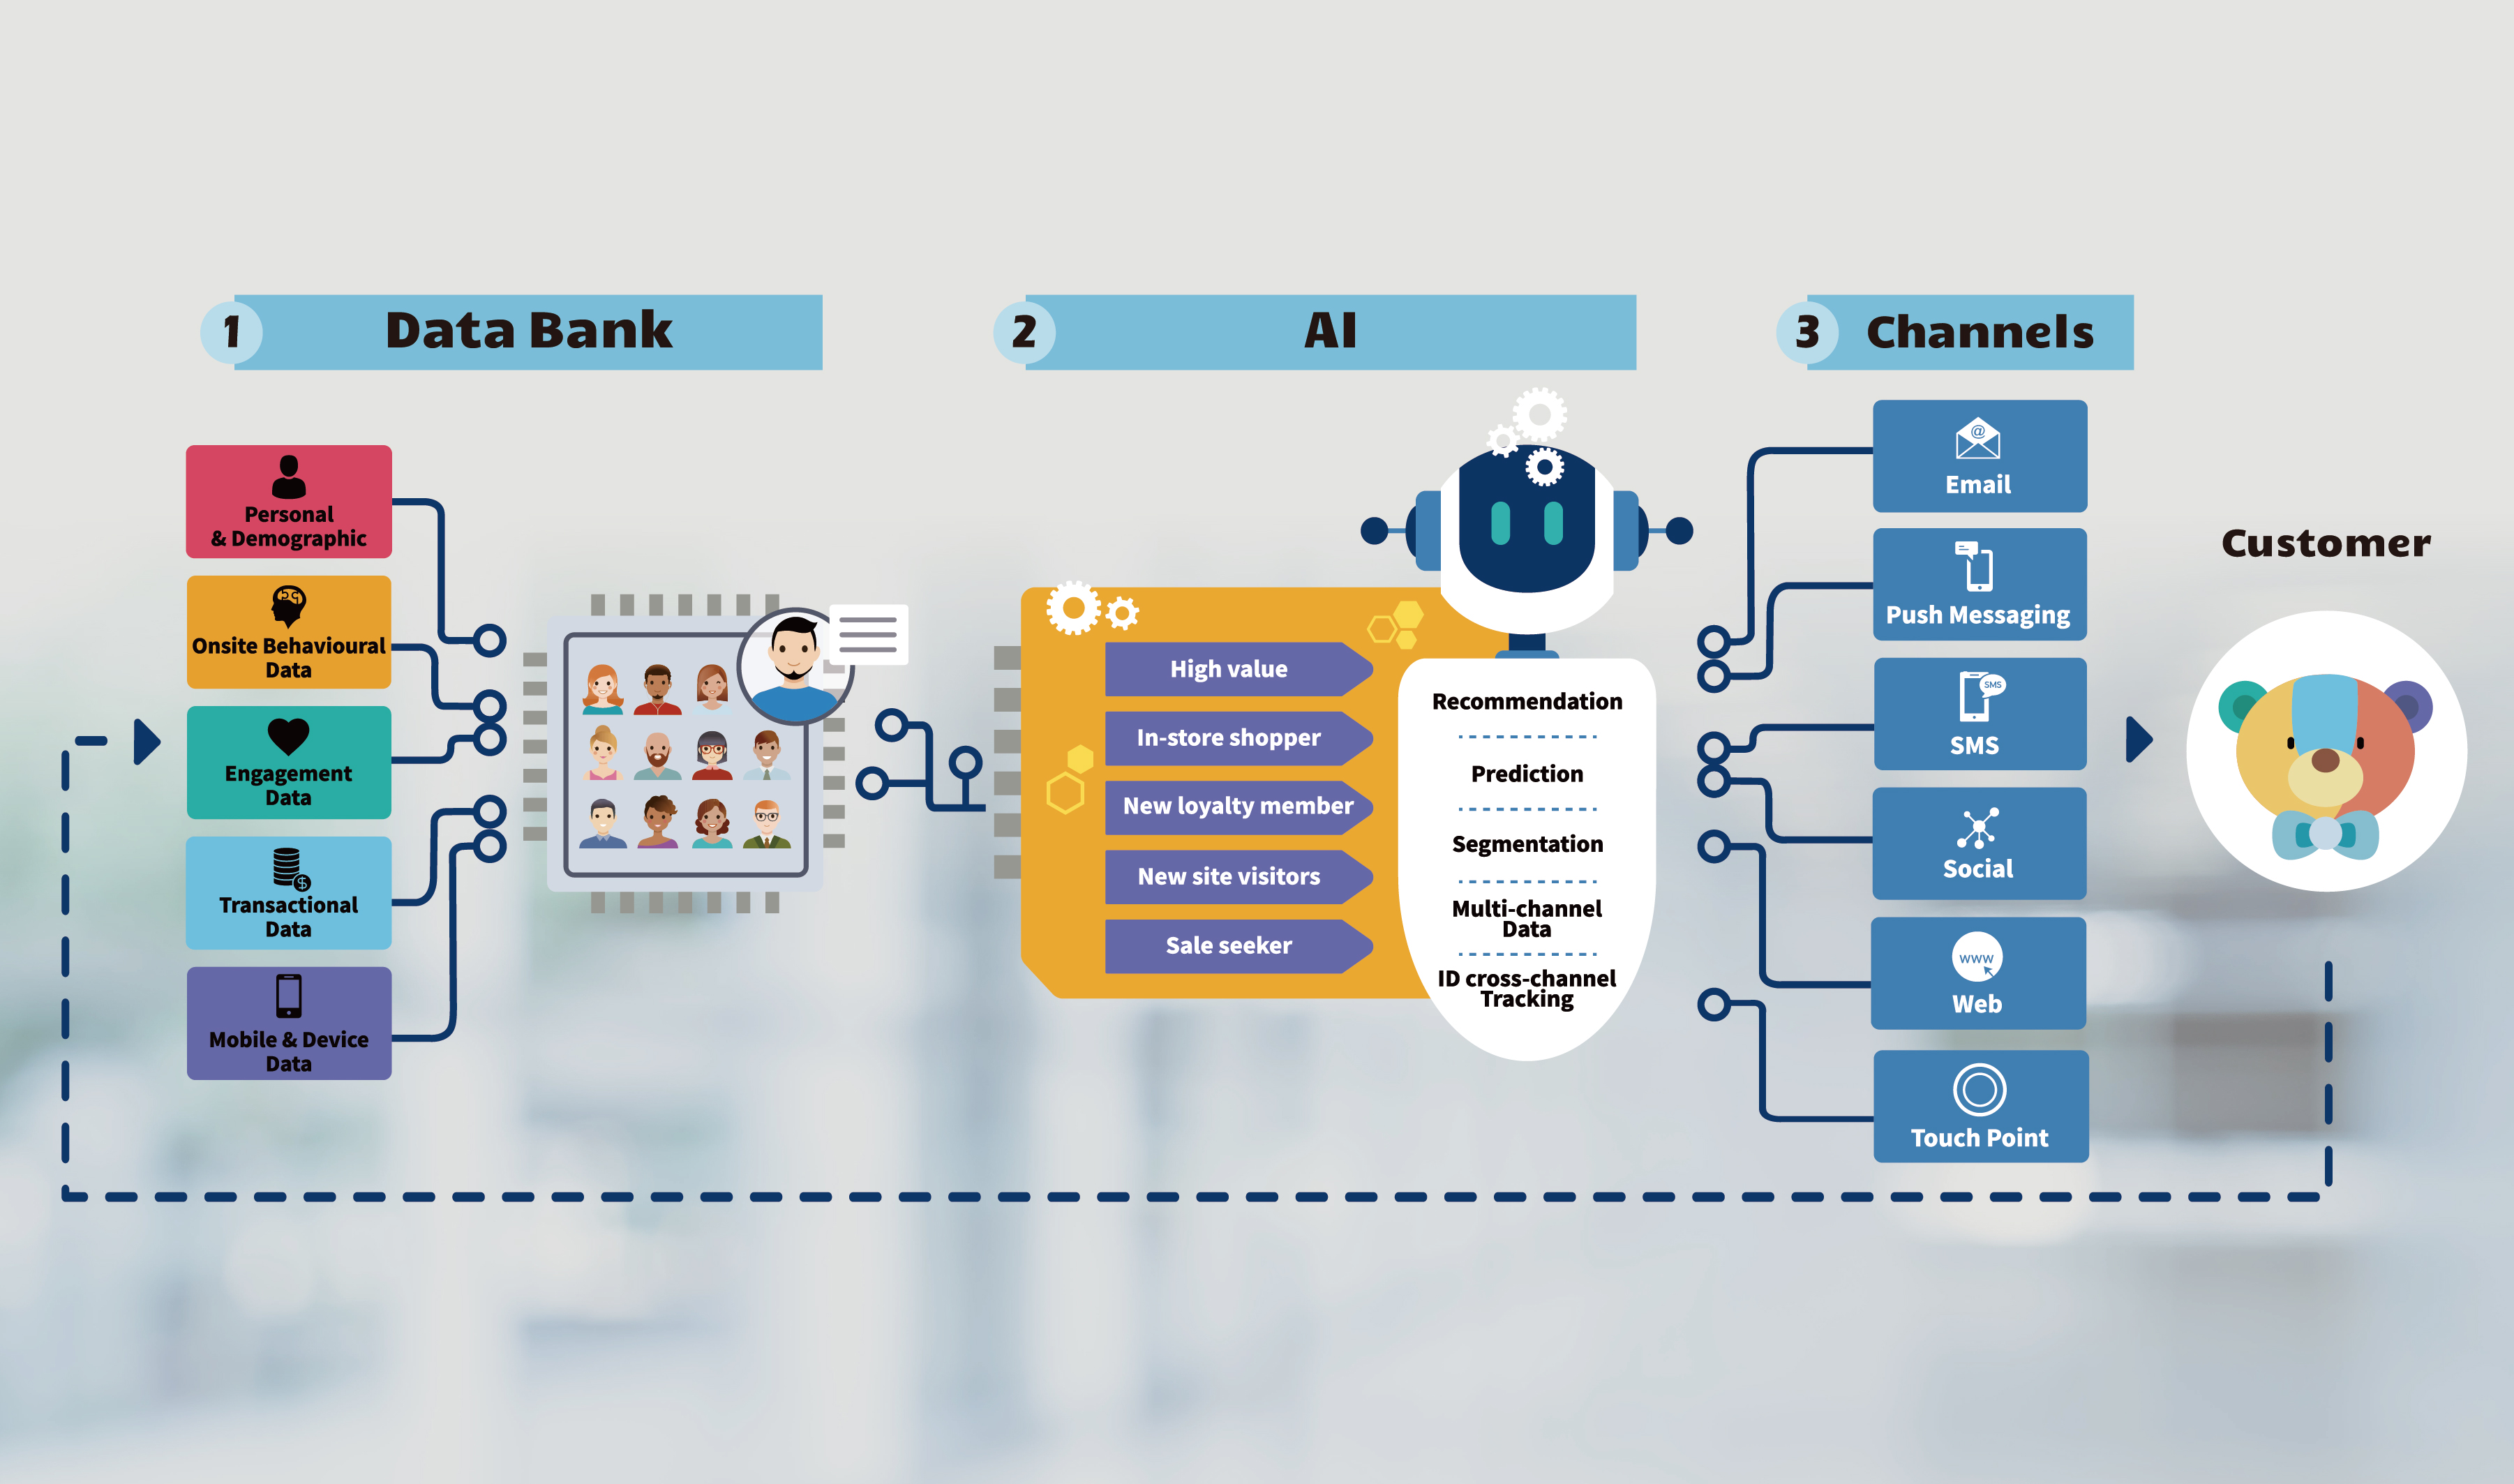 1
Data Bank
2
AI
3
Channels
Personal
& Demographic
Onsite Behavioural
Data
Engagement
Data
$
Transactional
Data
Mobile & Device
Data
High value
In-store shopper
New loyalty member
New site visitors
Sale seeker
Recommendation
Prediction
Segmentation
Multi-channel
Data
ID cross-channel
Tracking
@
Email
Push Messaging
SMS
SMS
Social
www
Web
Touch Point
Customer